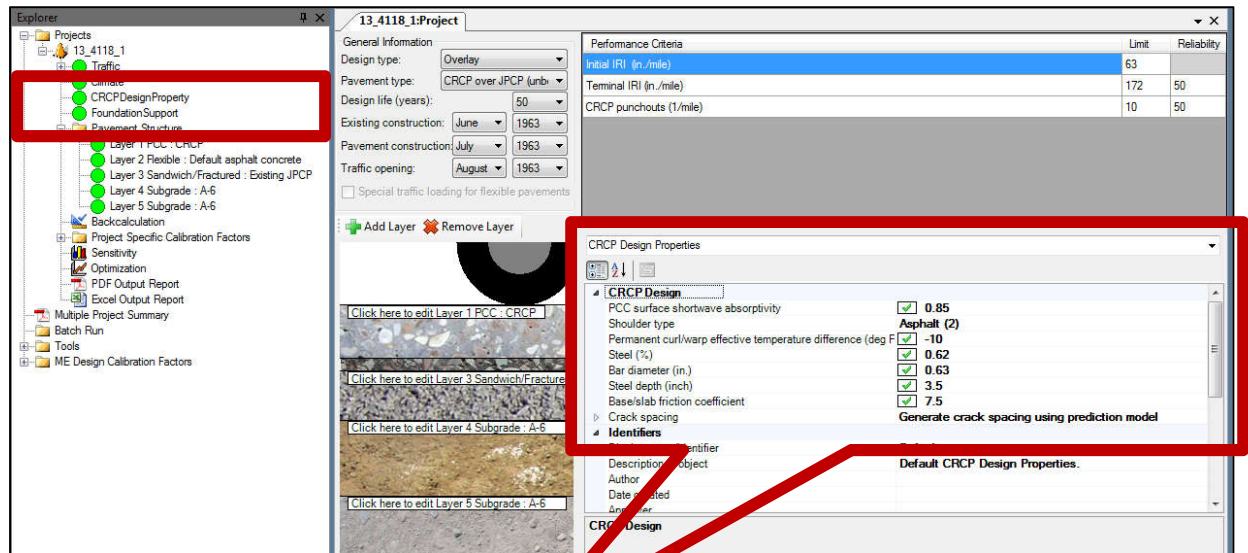 Explorer
Projects
13_4118_1
Traffic
Climate
CRCPDesignProperty
FoundationSupport
Pavement Structure
Layer 1 PCC : CRCP
Layer 2 Flexible : Default asphalt concrete
Layer 3 Sandwich/Fractured : Existing JPCP
Layer 4 Subgrade : A-6
Layer 5 Subgrade : A-6
Backcalculation
Project Specific Calibration Factors
Sensitivity
Optimization
PDF Output Report
Excel Output Report
Multiple Project Summary
Batch Run
Tools
ME Design Calibration Factors
13_4118_1:Project
General Information
Design type: Overlay
Pavement type: CRCP over JPCP (unb
Design life (years): 50
Existing construction: June 1963
Pavement construction: July 1963
Traffic opening: August 1963
Special traffic loading for flexible pavements
Add Layer Remove Layer
Click here to edit Layer 1 PCC : CRCP
Click here to edit Layer 3 Sandwich/Fracture
Click here to edit Layer 4 Subgrade : A-6
Click here to edit Layer 5 Subgrade : A-6
Performance Criteria Limit Reliability
Initial IRI (in./mile) 63
Terminal IRI (in./mile) 172 50
CRCP punchouts (1/mile) 10 50
CRCP Design Properties
CRCP Design
PCC surface shortwave absorptivity 0.85
Shoulder type Asphalt (2)
Permanent curl/warp effective temperature difference (deg F -10
Steel (%) 0.62
Bar diameter (in.) 0.63
Steel depth (inch) 3.5
Base/slab friction coefficient 7.5
Crack spacing Generate crack spacing using prediction model
Identifiers
Description object Default CRCP Design Properties.
Author
Date
CRCP Design